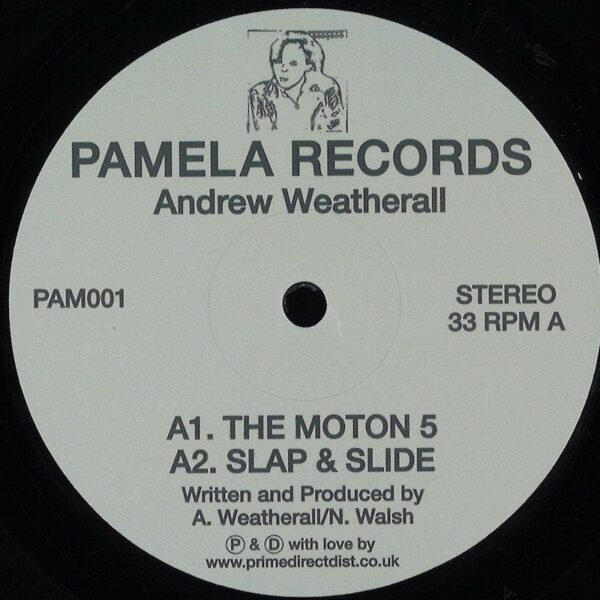 PAMELA RECORDS
Andrew Weatherall
PAM001
STEREO
33 RPM A
A1. THE MOTON 5
A2. SLAP & SLIDE
Written and Produced by
A. Weatherall/N. Walsh
Ⓟ & Ⓓ with love by
www.primedirectdist.co.uk